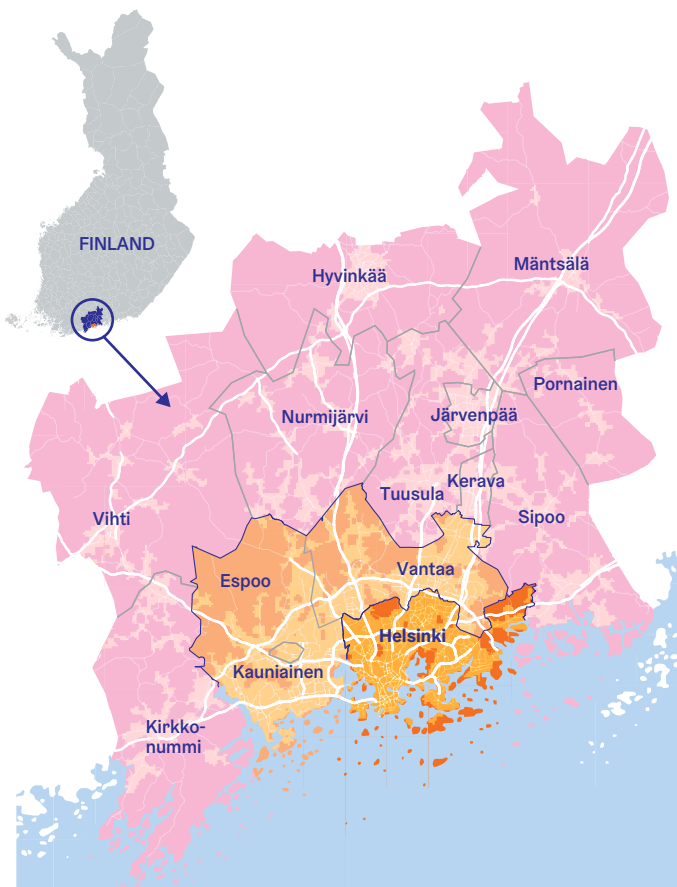 FINLAND
Hyvinkää
Mäntsälä
Pornainen
Nurmijärvi
Järvenpää
Kerava
Tuusula
Sipoo
Vihti
Vantaa
Espoo
Helsinki
Kauniainen
Kirkko-
nummi